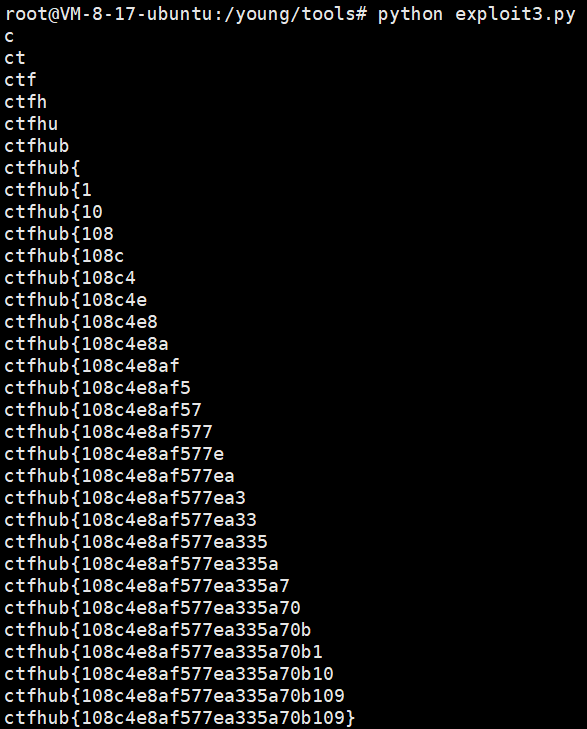 root@VM-8-17-ubuntu:/young/tools# python exploit3.py
c
ct
ctf
ctfh
ctfhu
ctfhub
ctfhub{
ctfhub{1
ctfhub{10
ctfhub{108
ctfhub{108c
ctfhub{108c4
ctfhub{108c4e
ctfhub{108c4e8
ctfhub{108c4e8a
ctfhub{108c4e8af
ctfhub{108c4e8af5
ctfhub{108c4e8af57
ctfhub{108c4e8af577
ctfhub{108c4e8af577e
ctfhub{108c4e8af577ea
ctfhub{108c4e8af577ea3
ctfhub{108c4e8af577ea33
ctfhub{108c4e8af577ea335
ctfhub{108c4e8af577ea335a
ctfhub{108c4e8af577ea335a7
ctfhub{108c4e8af577ea335a70
ctfhub{108c4e8af577ea335a70b
ctfhub{108c4e8af577ea335a70b1
ctfhub{108c4e8af577ea335a70b10
ctfhub{108c4e8af577ea335a70b109
ctfhub{108c4e8af577ea335a70b109}